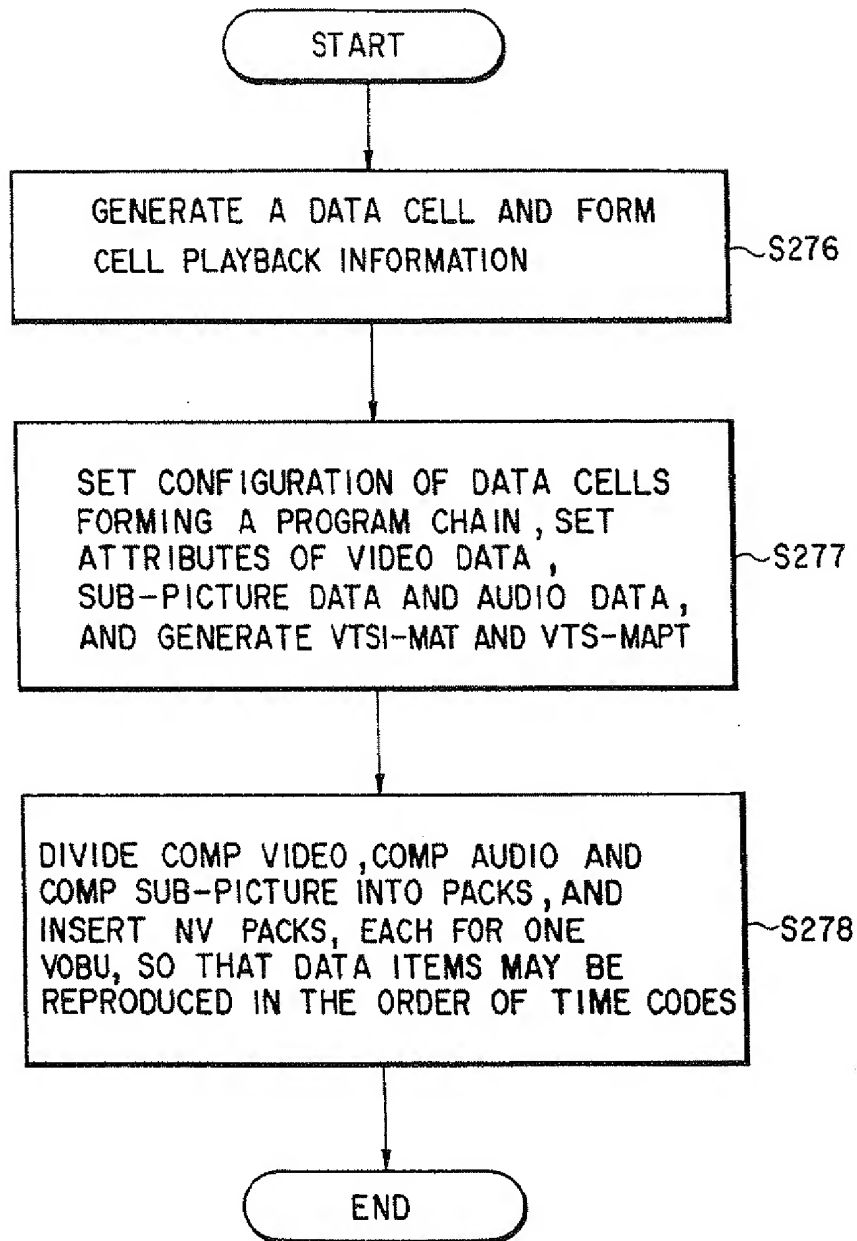 START
GENERATE A DATA CELL AND FORM
CELL PLAYBACK INFORMATION
S276
SET CONFIGURATION OF DATA CELLS
FORMING A PROGRAM CHAIN, SET
ATTRIBUTES OF VIDEO DATA,
SUB-PICTURE DATA AND AUDIO DATA,
AND GENERATE VTSI-MAT AND VTS-MAPT
S277
DIVIDE COMP VIDEO, COMP AUDIO AND
COMP SUB-PICTURE INTO PACKS, AND
INSERT NV PACKS, EACH FOR ONE
VOBU, SO THAT DATA ITEMS MAY BE
REPRODUCED IN THE ORDER OF TIME CODES
S278
END